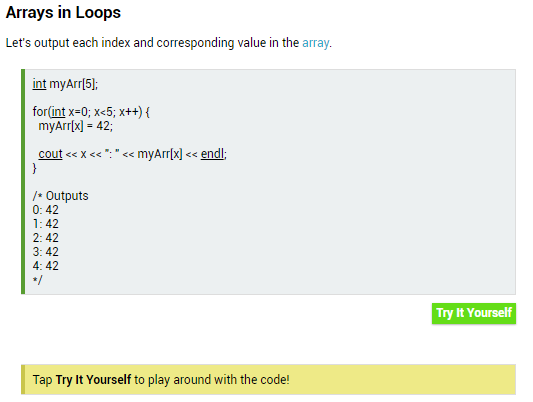 Arrays in Loops
Let's output each index and corresponding value in the array.
int myArr[5];
for(int x=0; x<5; x++) {
myArr[x] = 42;
cout << x << ": " << myArr[x] << endl;
}
/* Outputs
0: 42
1: 42
2: 42
3: 42
4: 42
*/
Try It Yourself
Tap Try It Yourself to play around with the code!